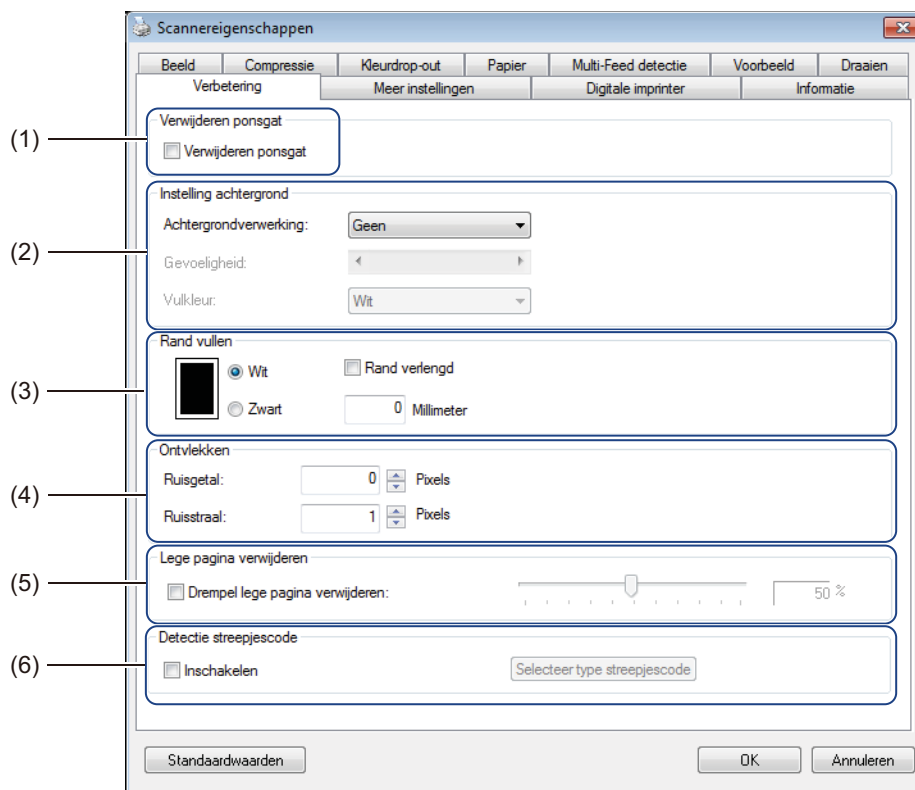 Scannereigenschappen
Beeld Compressie Kleurdrop-out Papier Multi-Feed detectie Voorbeeld Draaien
Verbetering Meer instellingen Digitale imprinter Informatie
(1)
Verwijderen ponsgat
Verwijderen ponsgat
(2)
Instelling achtergrond
Achtergrondverwerking: Geen
Gevoeligheid:
Vulkleur: Wit
(3)
Rand vullen
Wit Rand verlengd
Zwart 0 Millimeter
(4)
Ontvlekken
Ruisgetal: 0 Pixels
Ruisstraal: 1 Pixels
(5)
Lege pagina verwijderen
Drempel lege pagina verwijderen: 50 %
(6)
Detectie streepjescode
Inschakelen Selecteer type streepjescode
Standaardwaarden OK Annuleren